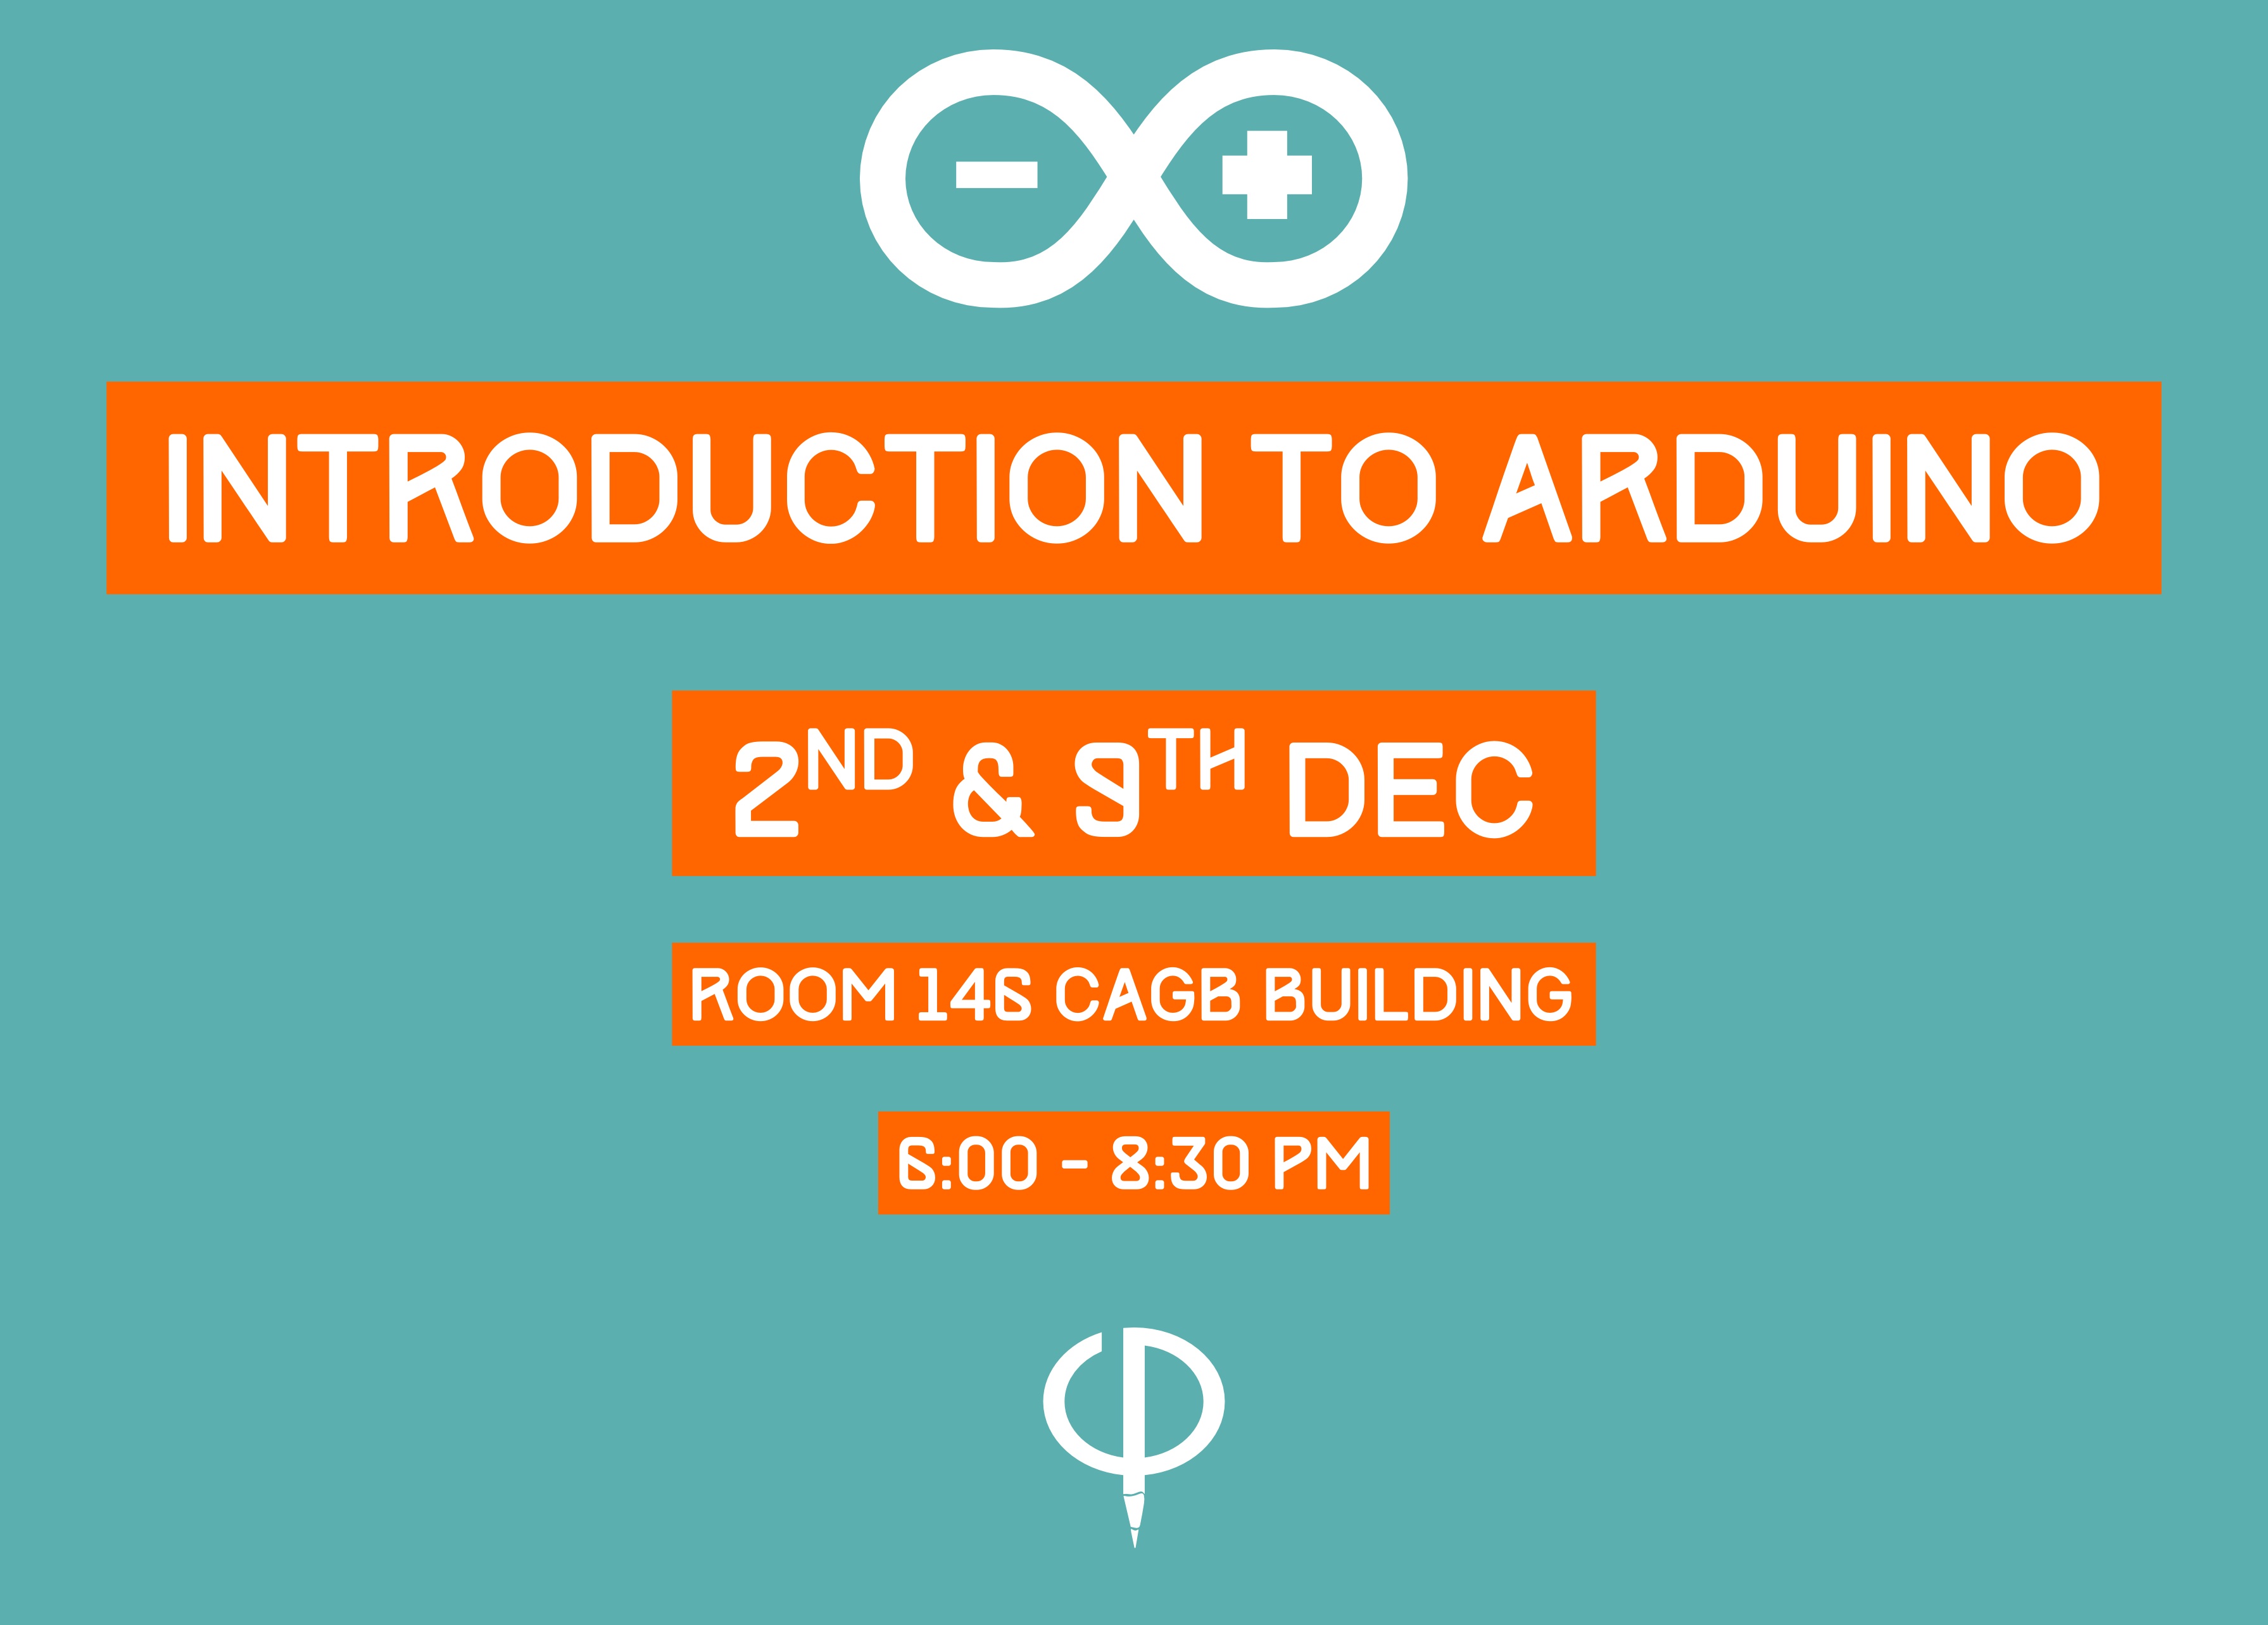 INTRODUCTION TO ARDUINO
2ND & 9TH DEC
ROOM 146 CAGB BUILDING
6:00 - 8:30 PM